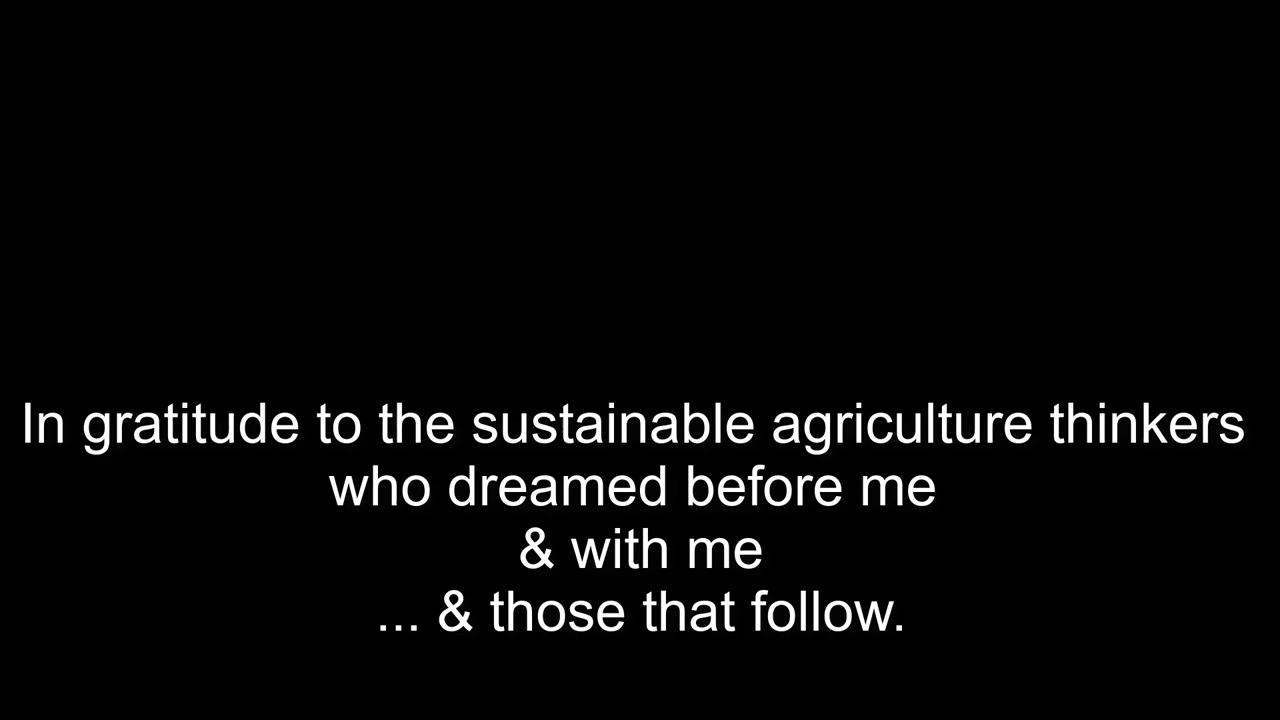 In gratitude to the sustainable agriculture thinkers
who dreamed before me
& with me
... & those that follow.